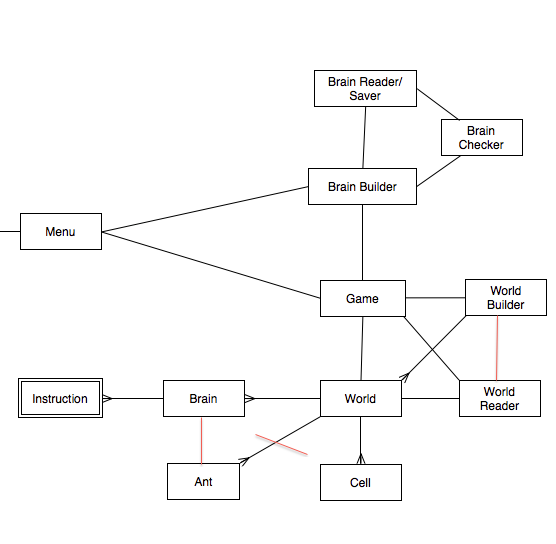 Brain Reader/
Saver
Brain
Checker
Brain Builder
Menu
Game
World
Builder
Instruction
Brain
World
World
Reader
Ant
Cell